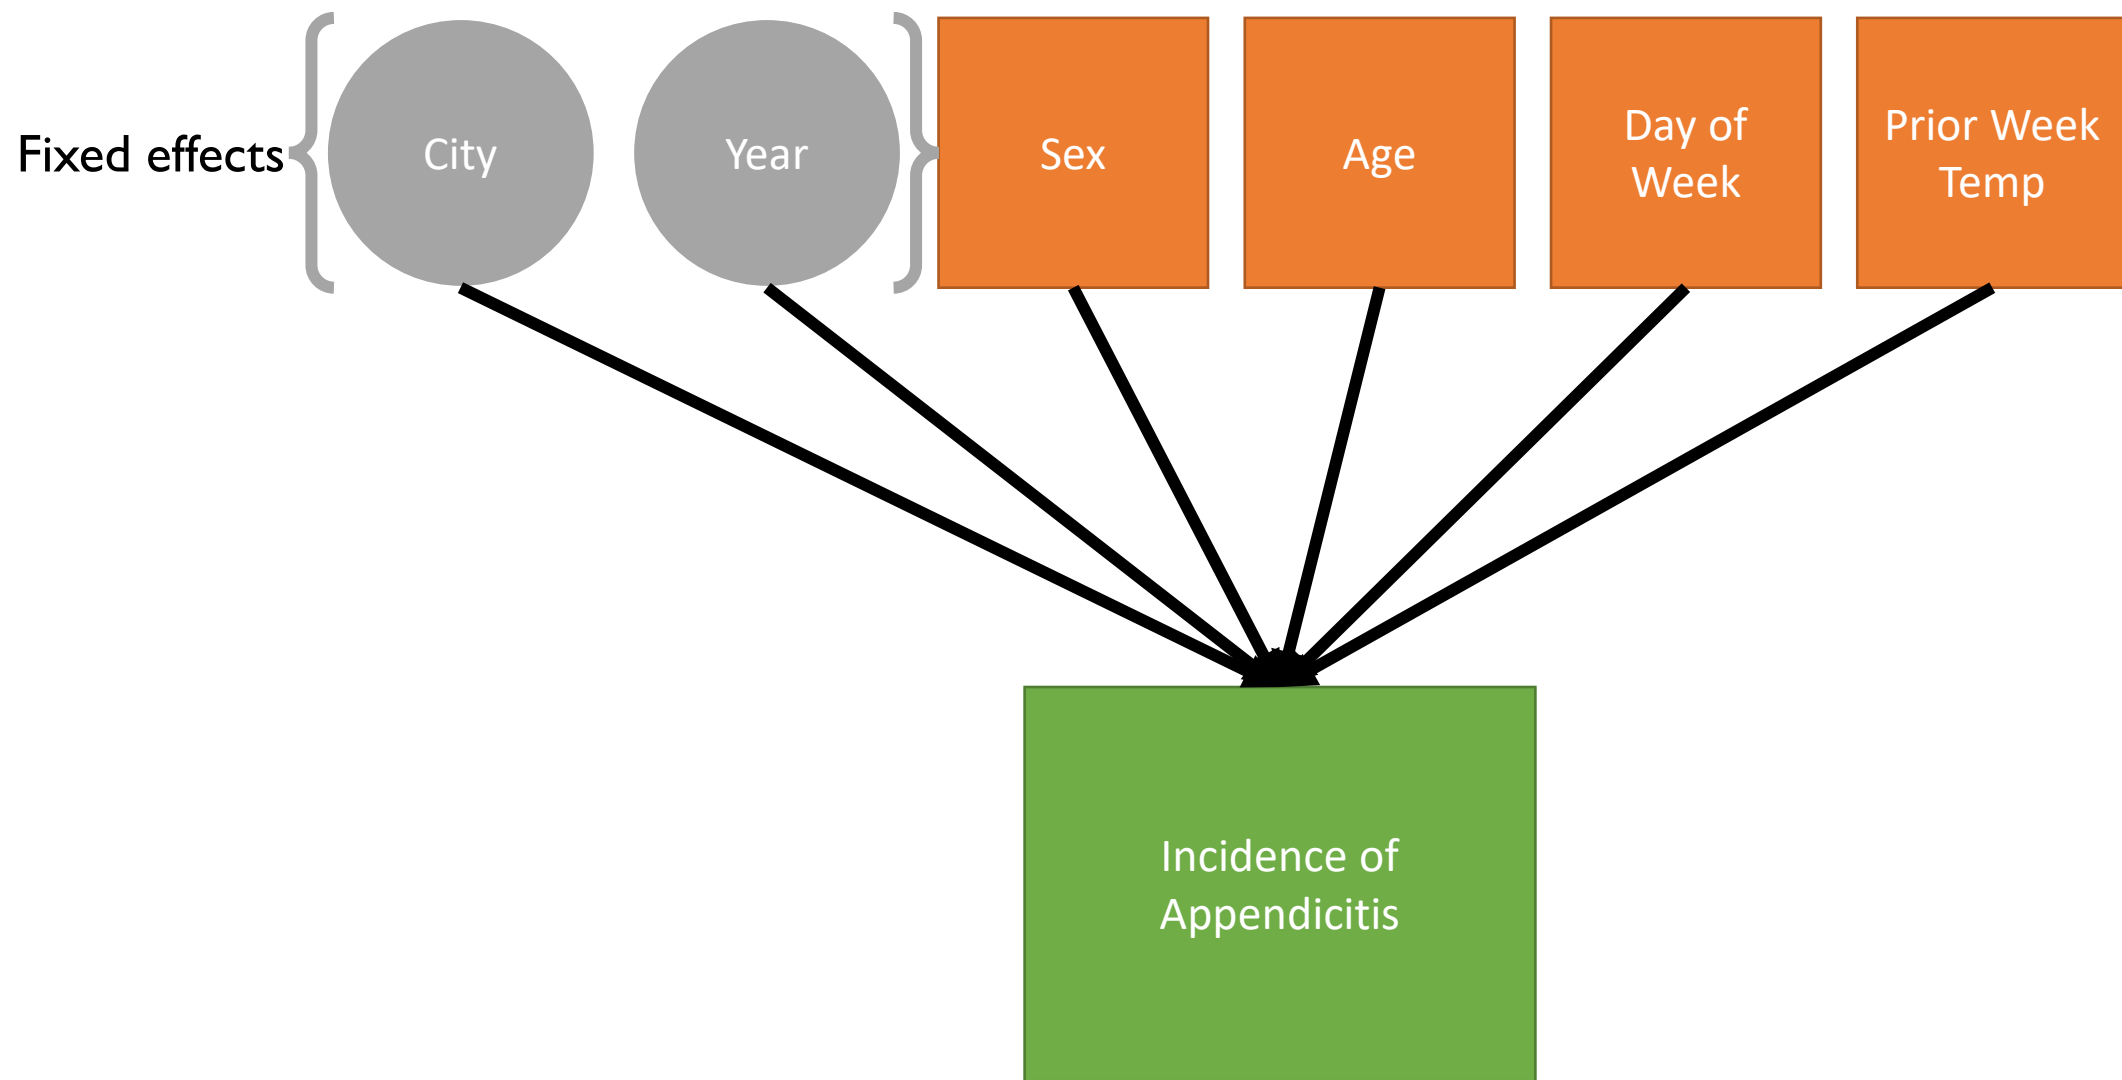 Fixed effects
City
Year
Sex
Age
Day of
Week
Prior Week
Temp
Incidence of
Appendicitis